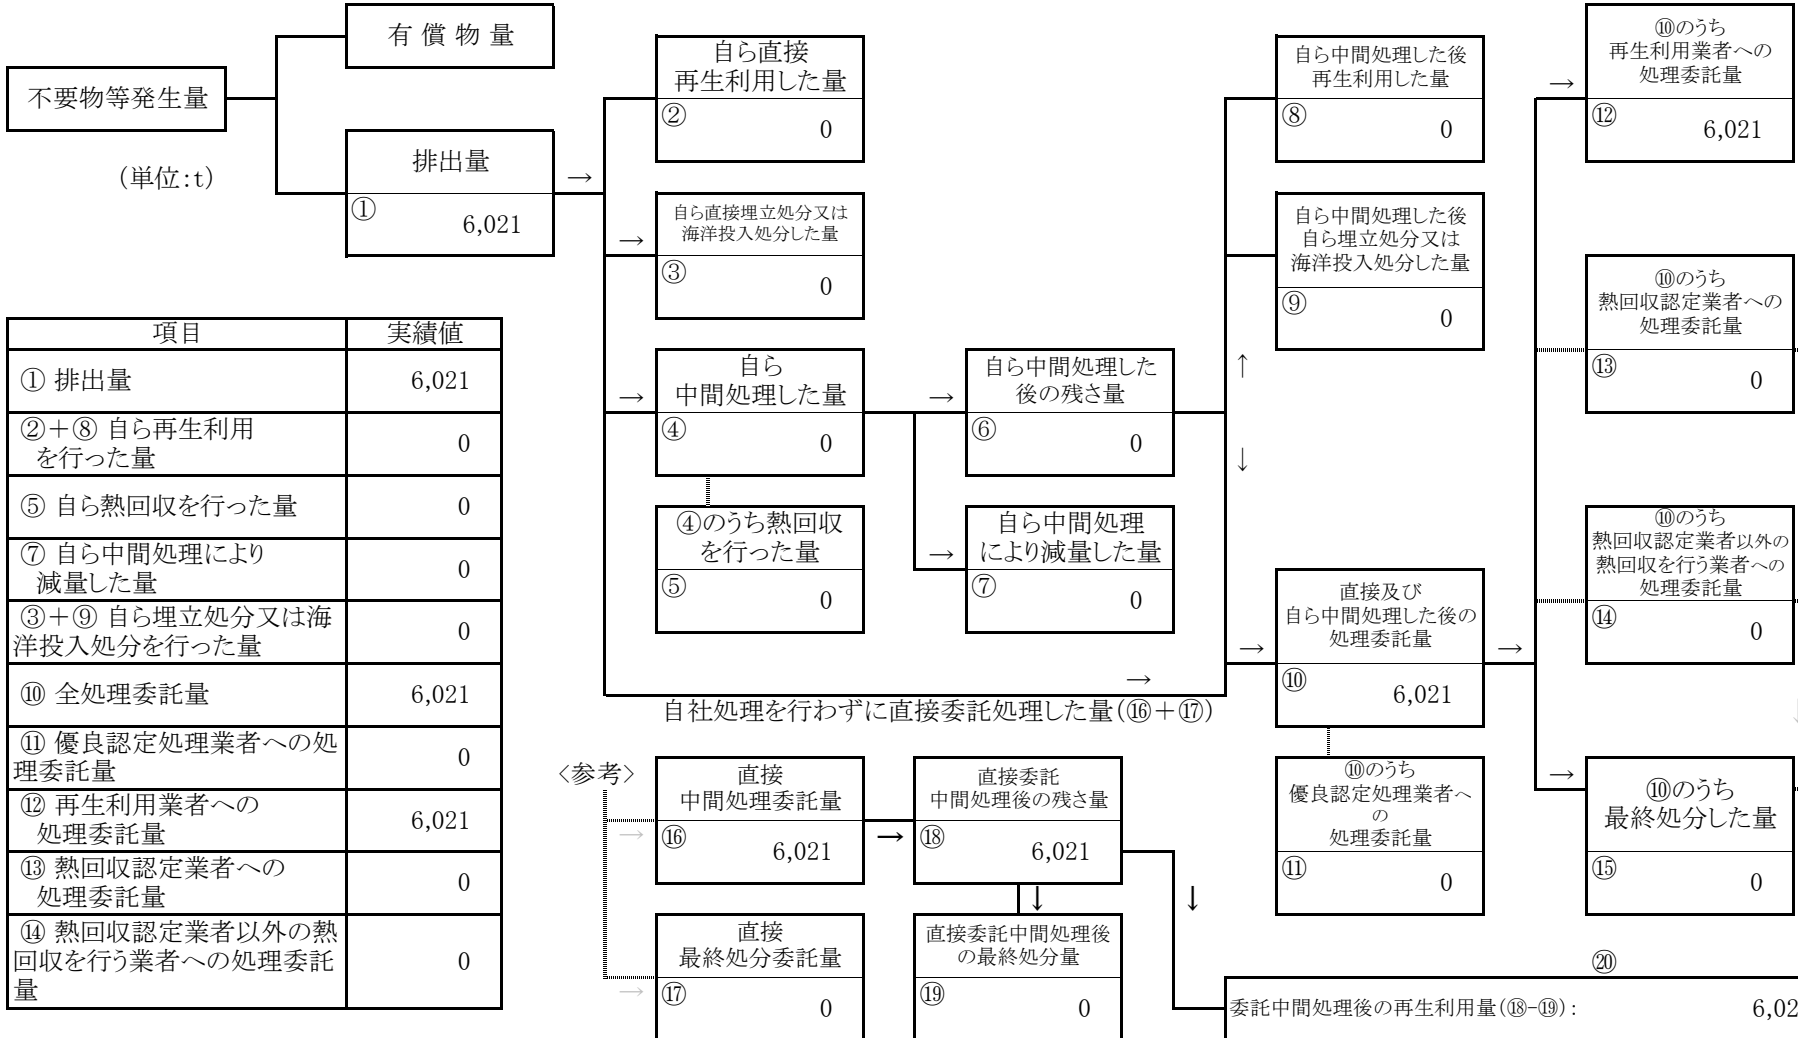 有 償 物 量
不要物等発生量
(単位:t)
排出量
①
6,021
→
自ら直接
再生利用した量
②
0
→
自ら直接埋立処分又は
海洋投入処分した量
③
0
→
自ら
中間処理した量
④
0
④のうち熱回収
を行った量
⑤
0
→
自ら中間処理した
後の残さ量
⑥
0
→
自ら中間処理
により減量した量
⑦
0
自ら中間処理した後
再生利用した量
⑧
0
自ら中間処理した後
自ら埋立処分又は
海洋投入処分した量
⑨
0
↑
↓
→
直接及び
自ら中間処理した後の
処理委託量
⑩
6,021
→
⑩のうち
優良認定処理業者へ
の
処理委託量
⑪
0
→
⑩のうち
再生利用業者への
処理委託量
⑫
6,021
⑩のうち
熱回収認定業者への
処理委託量
⑬
0
⑩のうち
熱回収認定業者以外の
熱回収を行う業者への
処理委託量
⑭
0
→
⑩のうち
最終処分した量
⑮
0
→
自社処理を行わずに直接委託処理した量(⑯+⑰)
<参考>
→
直接
中間処理委託量
⑯
6,021
→
直接
最終処分委託量
⑰
0
→
直接委託
中間処理後の残さ量
⑱
6,021
↓
↓
直接委託中間処理後
の最終処分量
⑲
0
⑳
委託中間処理後の再生利用量(⑱-⑲):
6,02
項目 実績値
① 排出量 6,021
②+⑧ 自ら再生利用
を行った量 0
⑤ 自ら熱回収を行った量 0
⑦ 自ら中間処理により
減量した量 0
③+⑨ 自ら埋立処分又は海
洋投入処分を行った量 0
⑩ 全処理委託量 6,021
⑪ 優良認定処理業者への処
理委託量 0
⑫ 再生利用業者への
処理委託量 6,021
⑬ 熱回収認定業者への
処理委託量 0
⑭ 熱回収認定業者以外の熱
回収を行う業者への処理委託
量 0